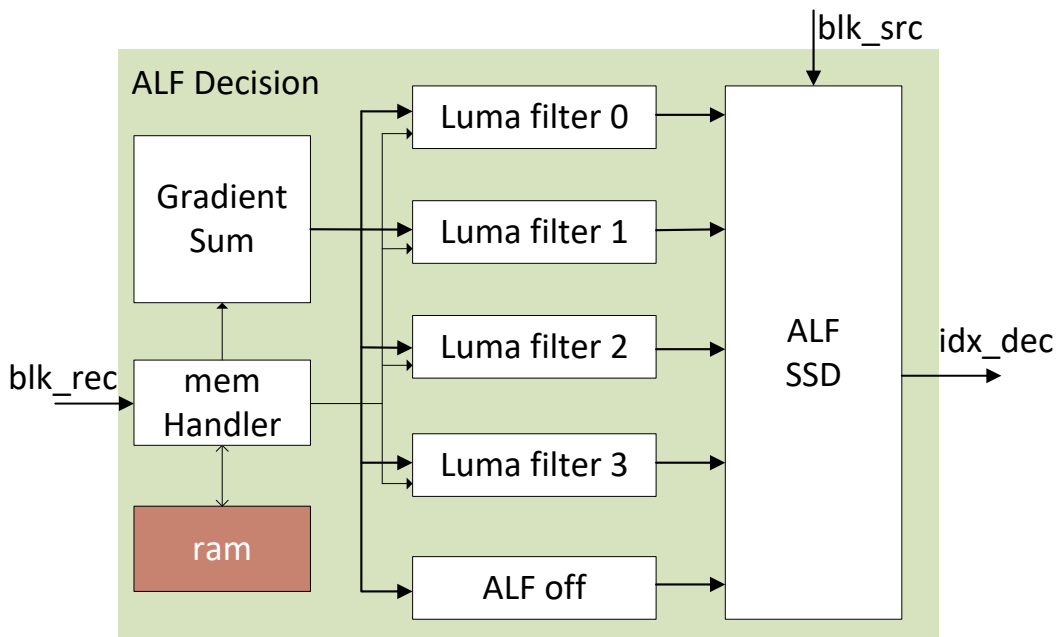 blk_src
ALF Decision
Luma filter 0
Gradient
Sum
Luma filter 1
Luma filter 2
ALF
SSD
idx_dec
blk_rec
mem
Handler
Luma filter 3
ram
ALF off